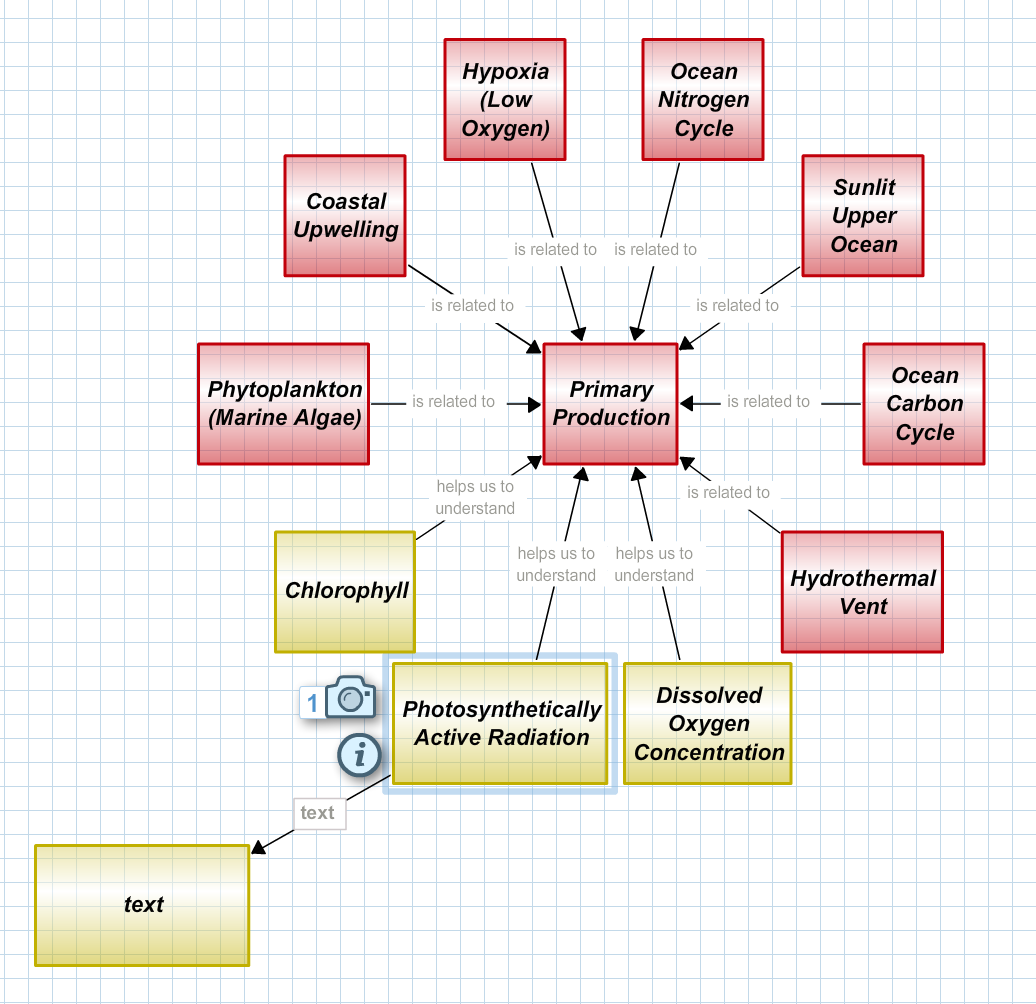 Hypoxia
(Low
Oxygen)
Ocean
Nitrogen
Cycle
Coastal
Upwelling
Sunlit
Upper
Ocean
is related to
is related to
is related to
is related to
Phytoplankton
(Marine Algae)
is related to
Primary
Production
is related to
Ocean
Carbon
Cycle
helps us to
understand
is related to
Chlorophyll
helps us to
understand
helps us to
understand
Hydrothermal
Vent
1
i
Photosynthetically
Active Radiation
Dissolved
Oxygen
Concentration
text
text